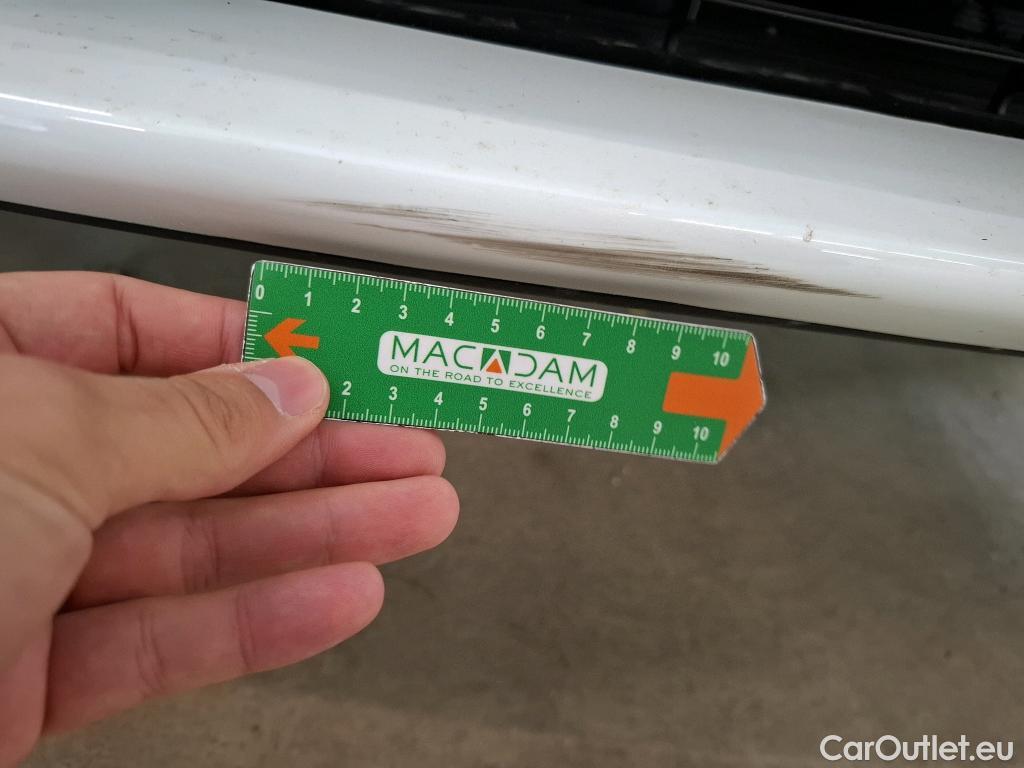 0 1 2 3 4 5 6 7 8 9 10
MACADAM
ON THE ROAD TO EXCELLENCE
2 3 4 5 6 7 8 9 10
CarOutlet.eu